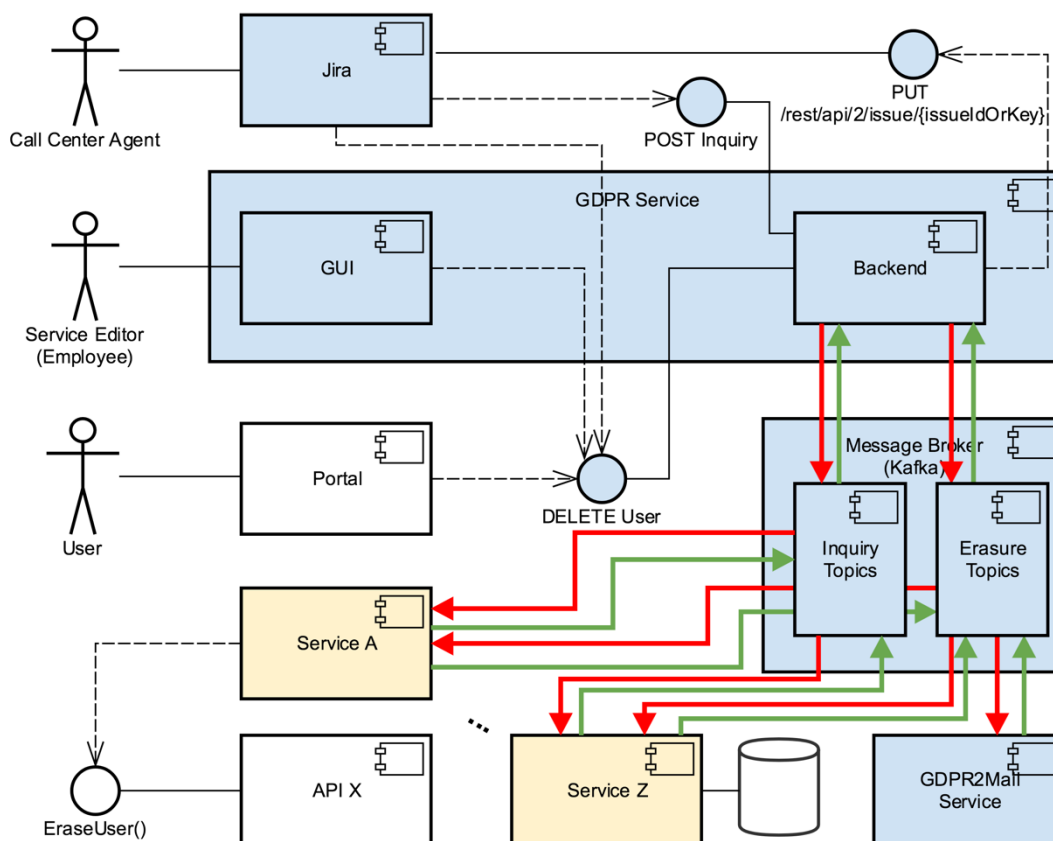 Jira
PUT
/rest/api/2/issue/{issueIdOrKey}
POST Inquiry
Call Center Agent
GDPR Service
GUI
Backend
Service Editor
(Employee)
Message Broker
(Kafka)
Portal
DELETE User
User
Inquiry
Topics
Erasure
Topics
Service A
API X
Service Z
GDPR2Mail
Service
EraseUser()